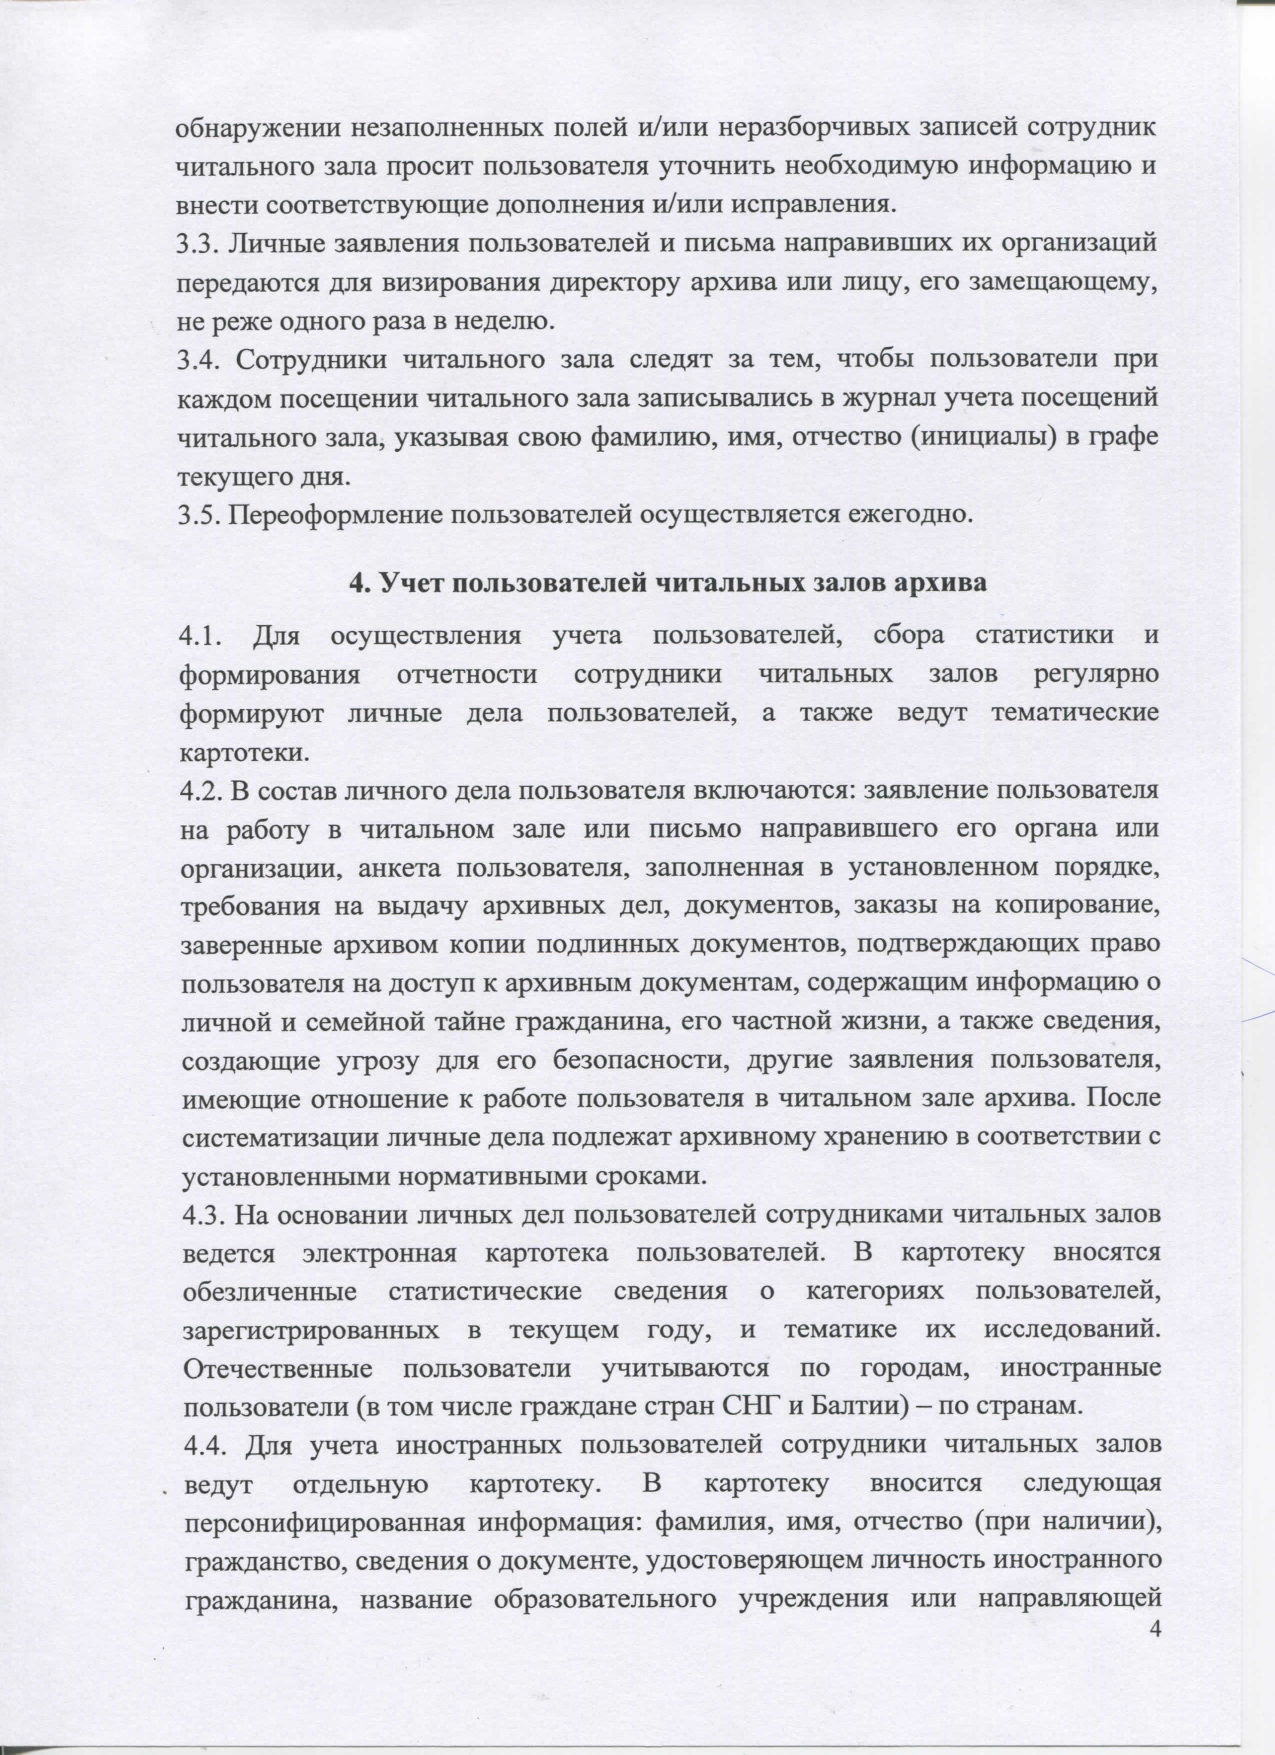 обнаружении незаполненных полей и/или неразборчивых записей сотрудник
читального зала просит пользователя уточнить необходимую информацию и
внести соответствующие дополнения и/или исправления.
3.3. Личные заявления пользователей и письма направивших их организаций
передаются для визирования директору архива или лицу, его замещающему,
не реже одного раза в неделю.
3.4. Сотрудники читального зала следят за тем, чтобы пользователи при
каждом посещении читального зала записывались в журнал учета посещений
читального зала, указывая свою фамилию, имя, отчество (инициалы) в графе
текущего дня.
3.5. Переоформление пользователей осуществляется ежегодно.
4. Учет пользователей читальных залов архива
4.1. Для осуществления учета пользователей, сбора статистики и
формирования отчетности сотрудники читальных залов регулярно
формируют личные дела пользователей, а также ведут тематические
картотеки.
4.2. В состав личного дела пользователя включаются: заявление пользователя
на работу в читальном зале или письмо направившего его органа или
организации, анкета пользователя, заполненная в установленном порядке,
требования на выдачу архивных дел, документов, заказы на копирование,
заверенные архивом копии подлинных документов, подтверждающих право
пользователя на доступ к архивным документам, содержащим информацию о
личной и семейной тайне гражданина, его частной жизни, а также сведения,
создающие угрозу для его безопасности, другие заявления пользователя,
имеющие отношение к работе пользователя в читальном зале архива. После
систематизации личные дела подлежат архивному хранению в соответствии с
установленными нормативными сроками.
4.3. На основании личных дел пользователей сотрудниками читальных залов
ведется электронная картотека пользователей. В картотеку вносятся
обезличенные статистические сведения о категориях пользователей,
зарегистрированных в текущем году, и тематике их исследований.
Отечественные пользователи учитываются по городам, иностранные
пользователи (в том числе граждане стран СНГ и Балтии) – по странам.
4.4. Для учета иностранных пользователей сотрудники читальных залов
ведут отдельную картотеку. В картотеку вносится следующая
персонифицированная информация: фамилия, имя, отчество (при наличии),
гражданство, сведения о документе, удостоверяющем личность иностранного
гражданина, название образовательного учреждения или направляющей
4